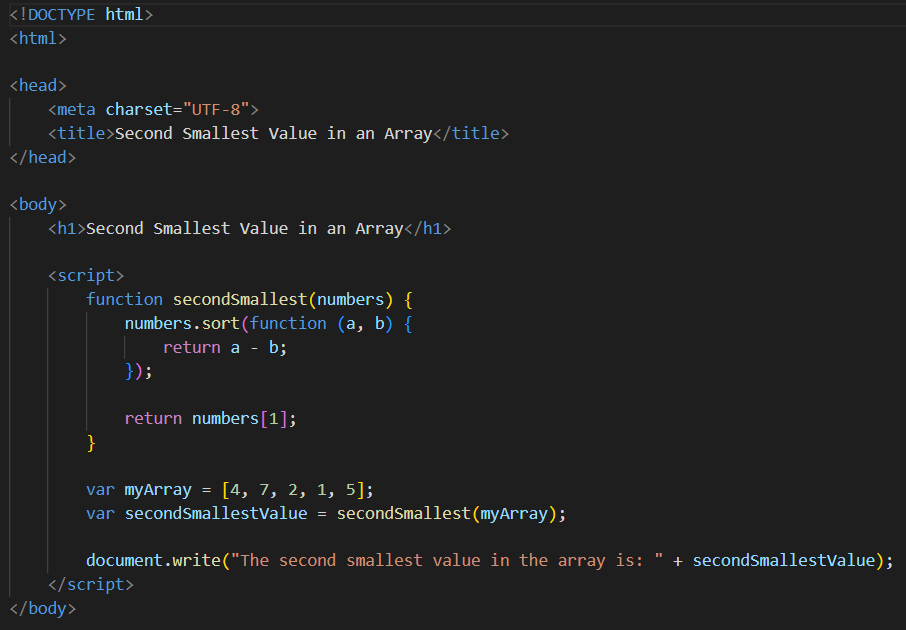 <!DOCTYPE html>
<html>
<head>
<meta charset="UTF-8">
<title>Second Smallest Value in an Array</title>
</head>
<body>
<h1>Second Smallest Value in an Array</h1>
<script>
function secondSmallest(numbers) {
numbers.sort(function (a, b) {
return a - b;
});
return numbers[1];
}
var myArray = [4, 7, 2, 1, 5];
var secondSmallestValue = secondSmallest(myArray);
document.write("The second smallest value in the array is: " + secondSmallestValue);
</script>
</body>